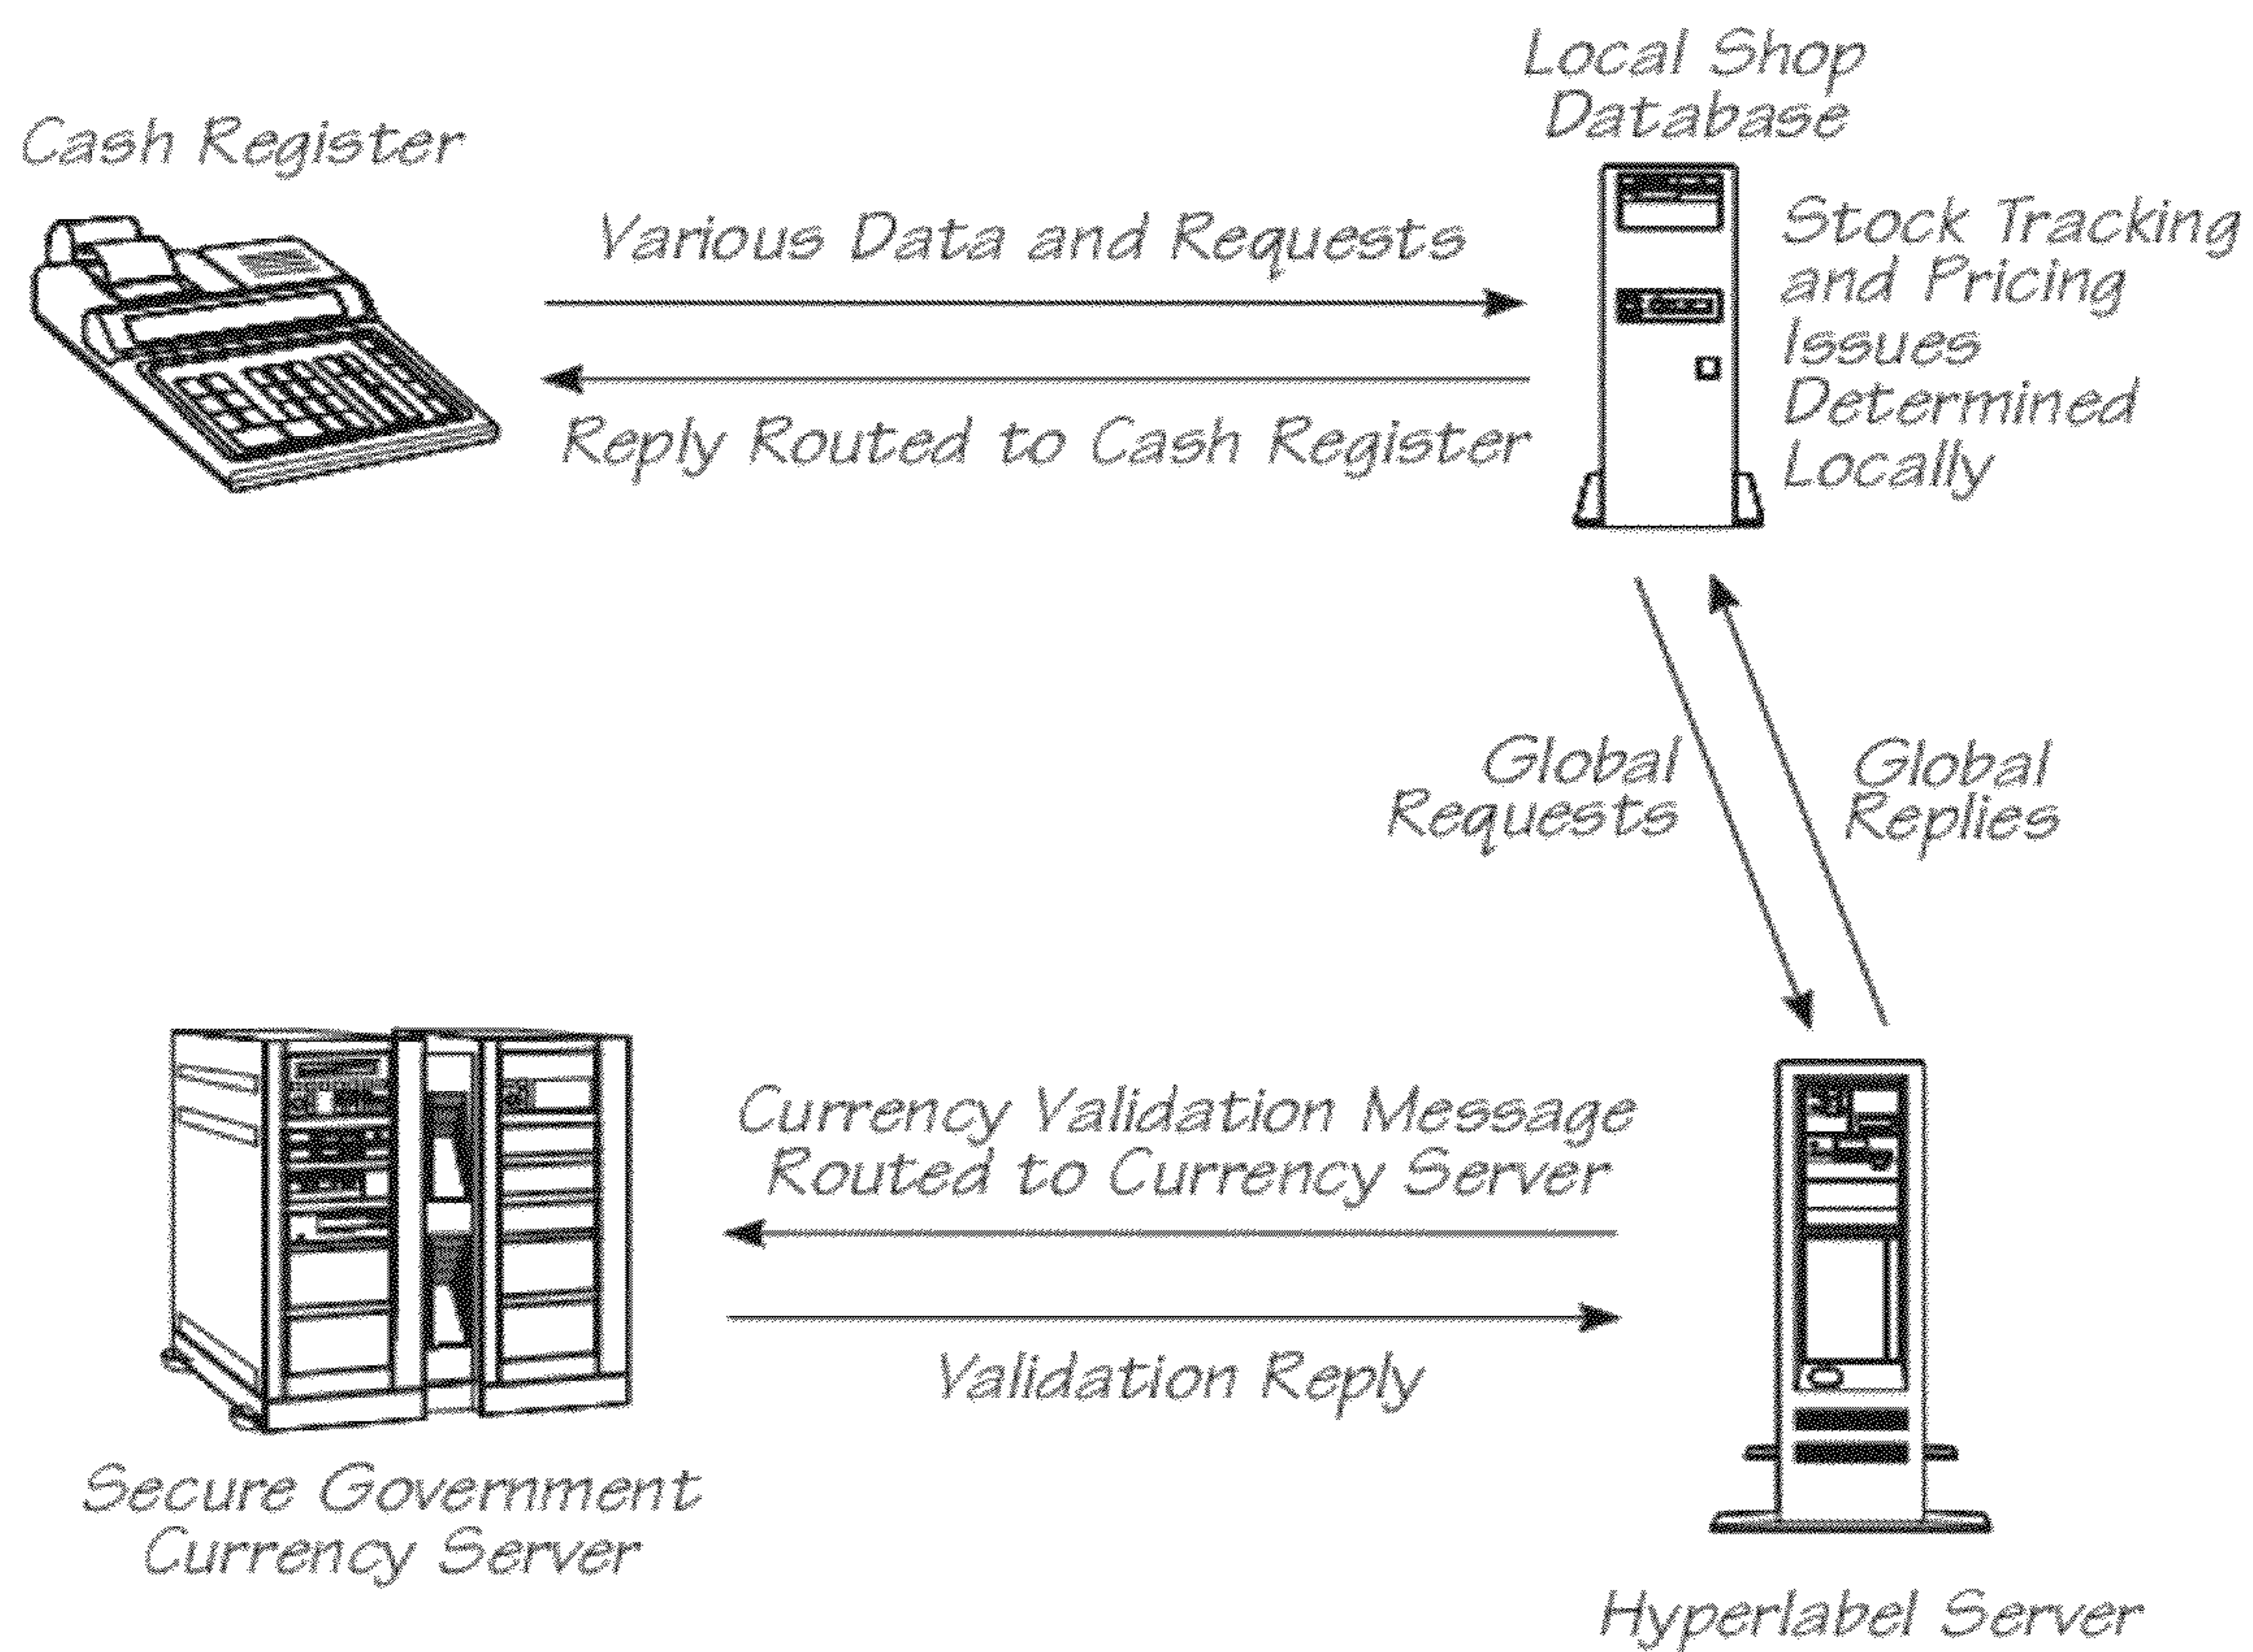 Local Shop
Database
Cash Register
Various Data and Requests
Stock Tracking
and Pricing
Issues
Determined
Locally
Reply Routed to Cash Register
Global
Requests
Global
Replies
Currency Validation Message
Routed to Currency Server
Validation Reply
Secure Government
Currency Server
Hyperlabel Server